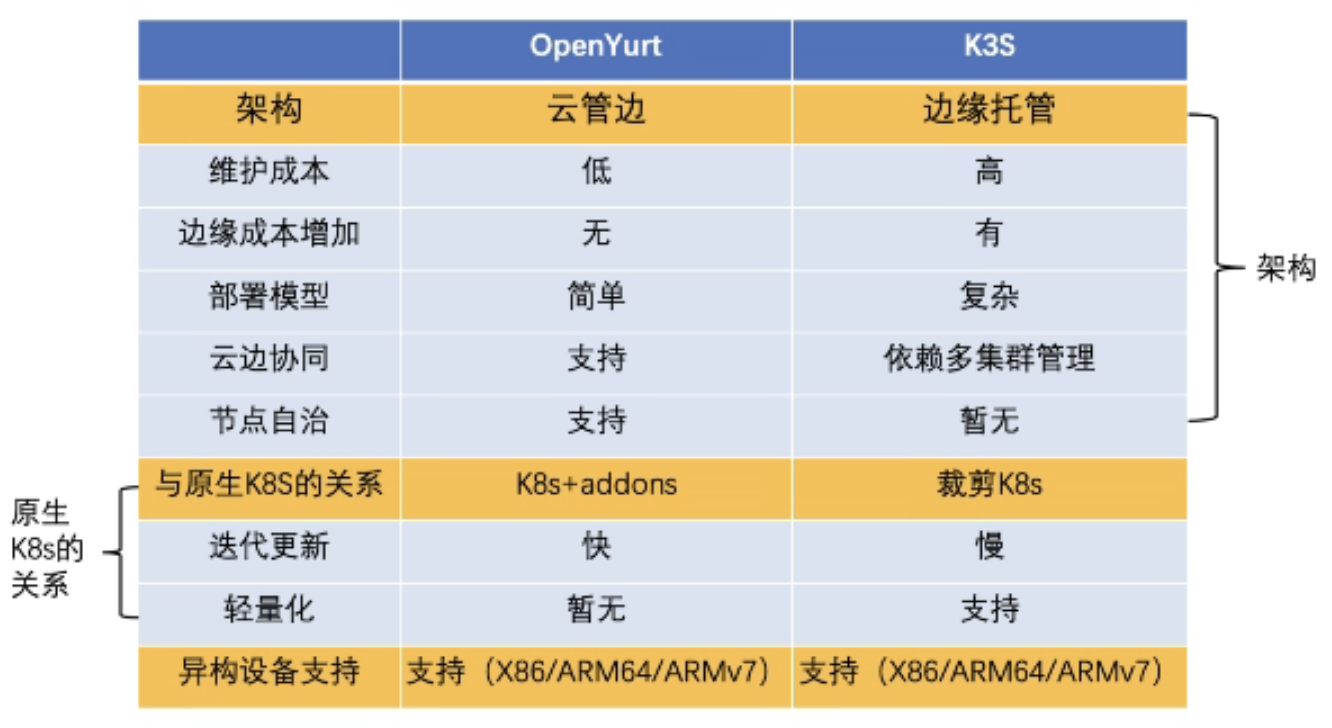 OpenYurt K3S
架构 云管边 边缘托管
维护成本 低 高
边缘成本增加 无 有
部署模型 简单 复杂
云边协同 支持 依赖多集群管理
节点自治 支持 暂无
架构
与原生K8S的关系 K8s+addons 裁剪K8s
迭代更新 快 慢
轻量化 暂无 支持
原生
K8s的
关系
异构设备支持 支持（X86/ARM64/ARMv7） 支持（X86/ARM64/ARMv7）